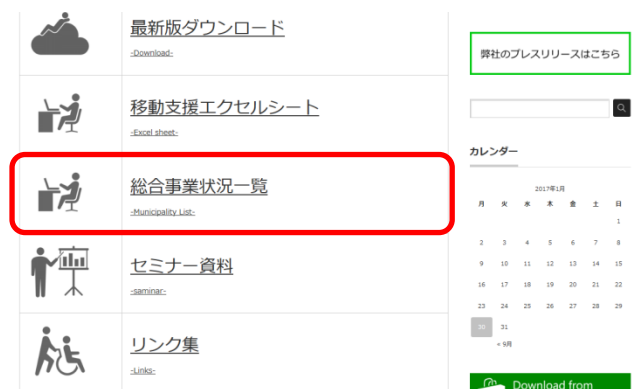 最新版ダウンロード
-Download-
移動支援エクセルシート
-Excel sheet-
総合事業状況一覧
-Municipality List-
セミナー資料
-saminar-
リンク集
-Links-
弊社のプレスリリースはこちら
カレンダー
2017年1月
月 火 水 木 金 土 日
1
2 3 4 5 6 7 8
9 10 11 12 13 14 15
16 17 18 19 20 21 22
23 24 25 26 27 28 29
30 31
« 9月
Download from